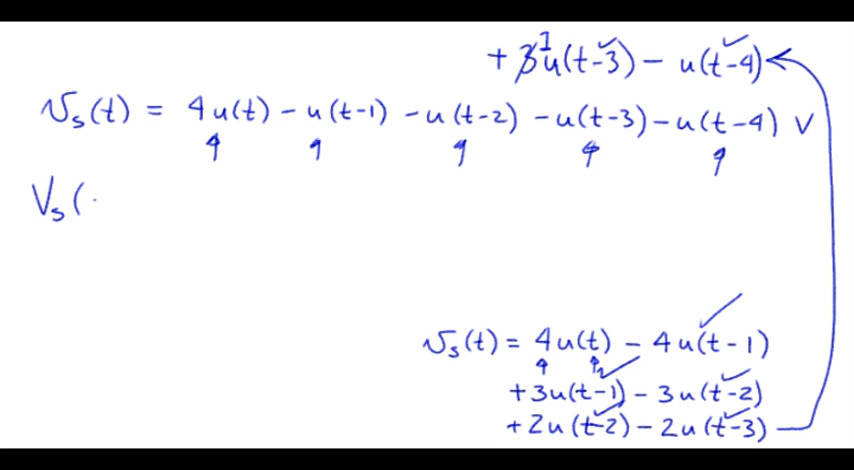 + 1u(t-3) - u(t-4)
Vs(t) = 4u(t) - u(t-1) - u(t-2) - u(t-3) - u(t-4) V
Vs(
Vs(t) = 4u(t) - 4u(t-1)
+3u(t-1) - 3u(t-2)
+2u(t-2) - 2u(t-3)